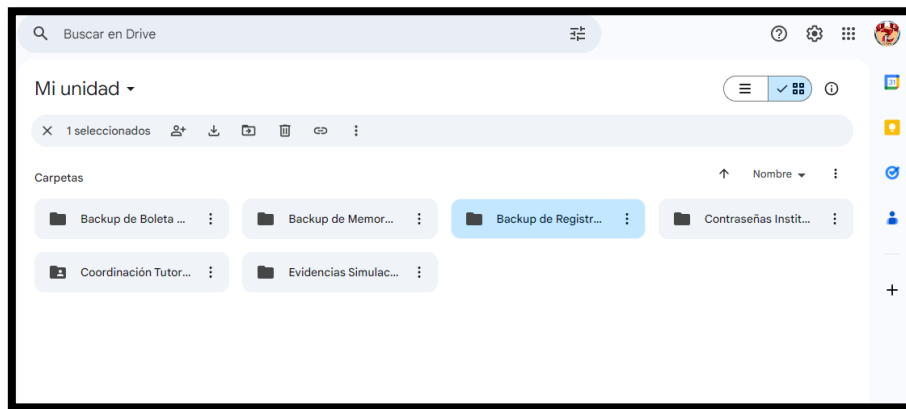 Buscar en Drive
Mi unidad
31
1 seleccionados
Carpetas
Nombre
Backup de Boleta ...
Backup de Memor...
Backup de Registr...
Contraseñas Instit...
Coordinación Tutor...
Evidencias Simulac...